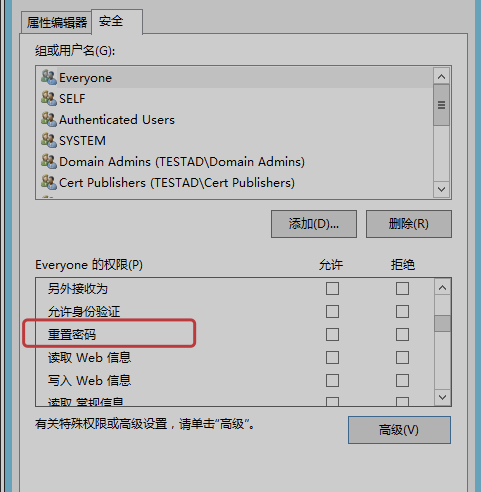 属性编辑器 安全
组或用户名(G):
Everyone
SELF
Authenticated Users
SYSTEM
Domain Admins (TESTAD\Domain Admins)
Cert Publishers (TESTAD\Cert Publishers)
添加(D)... 删除(R)
Everyone 的权限(P) 允许 拒绝
另外接收为
允许身份验证
重置密码
读取 Web 信息
写入 Web 信息
读取 常规信息
有关特殊权限或高级设置，请单击"高级"。
高级(V)